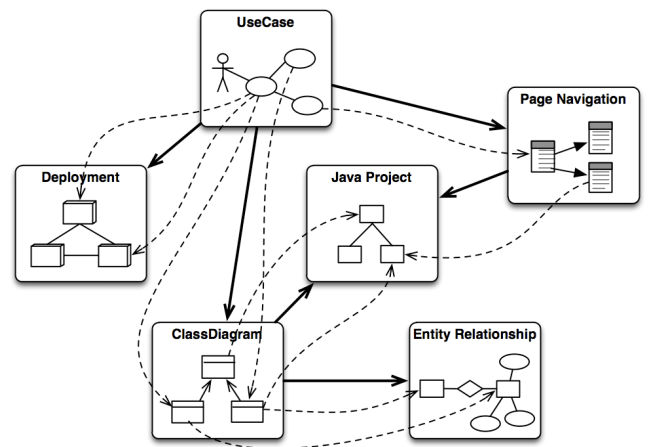 UseCase
Page Navigation
Deployment
Java Project
ClassDiagram
Entity Relationship